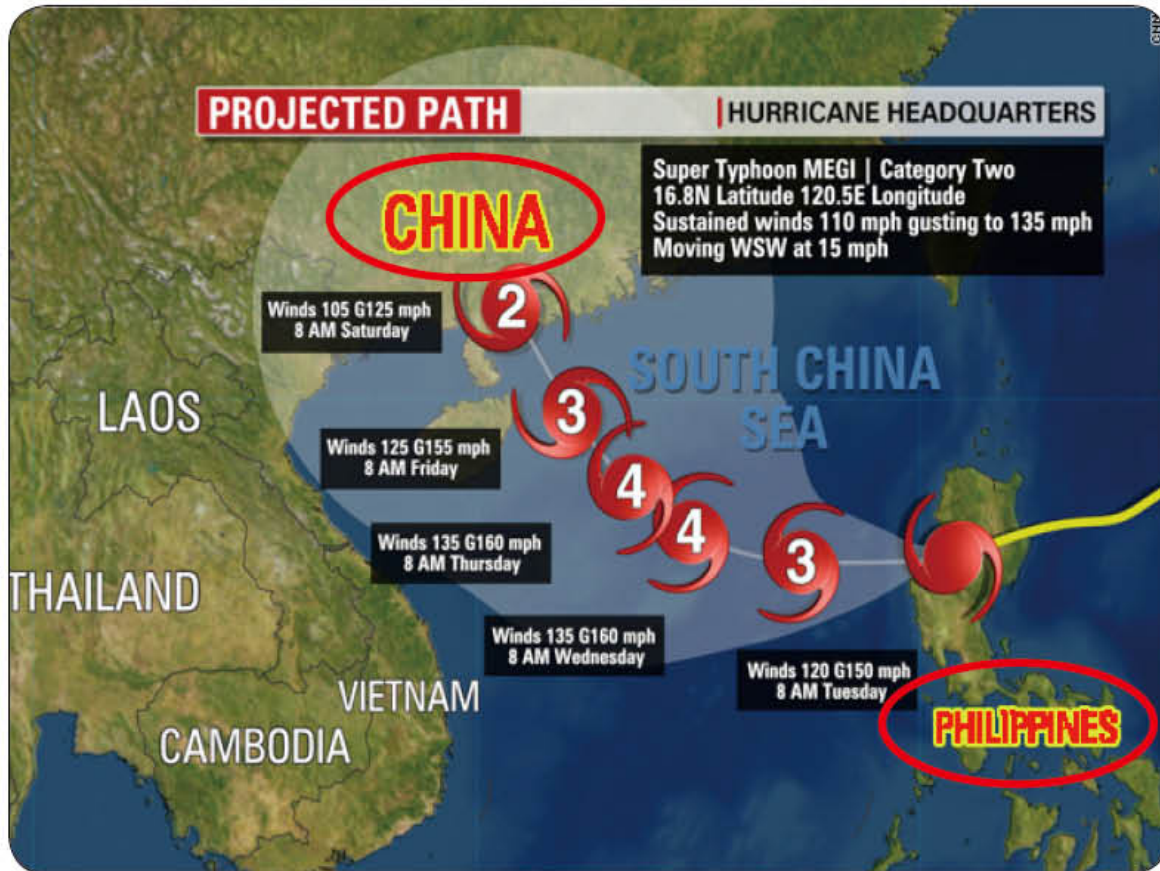 CNN
PROJECTED PATH
HURRICANE HEADQUARTERS
Super Typhoon MEGI | Category Two
16.8N Latitude 120.5E Longitude
Sustained winds 110 mph gusting to 135 mph
Moving WSW at 15 mph
CHINA
2
Winds 105 G125 mph
8 AM Saturday
SOUTH CHINA
SEA
LAOS
3
Winds 125 G155 mph
8 AM Friday
4
4
3
Winds 135 G160 mph
8 AM Thursday
THAILAND
Winds 135 G160 mph
8 AM Wednesday
Winds 120 G150 mph
8 AM Tuesday
VIETNAM
PHILIPPINES
CAMBODIA